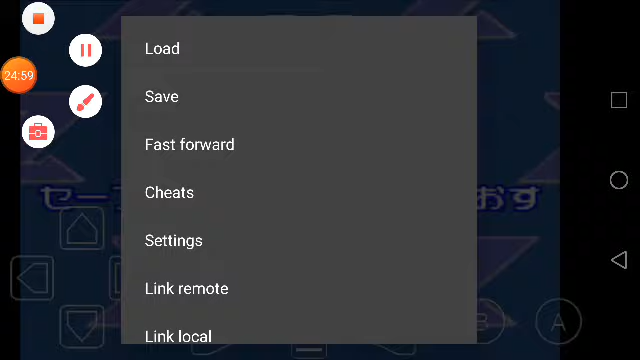 24:59
Load
Save
Fast forward
Cheats
Settings
Link remote
Link local
セー
おす
B
A